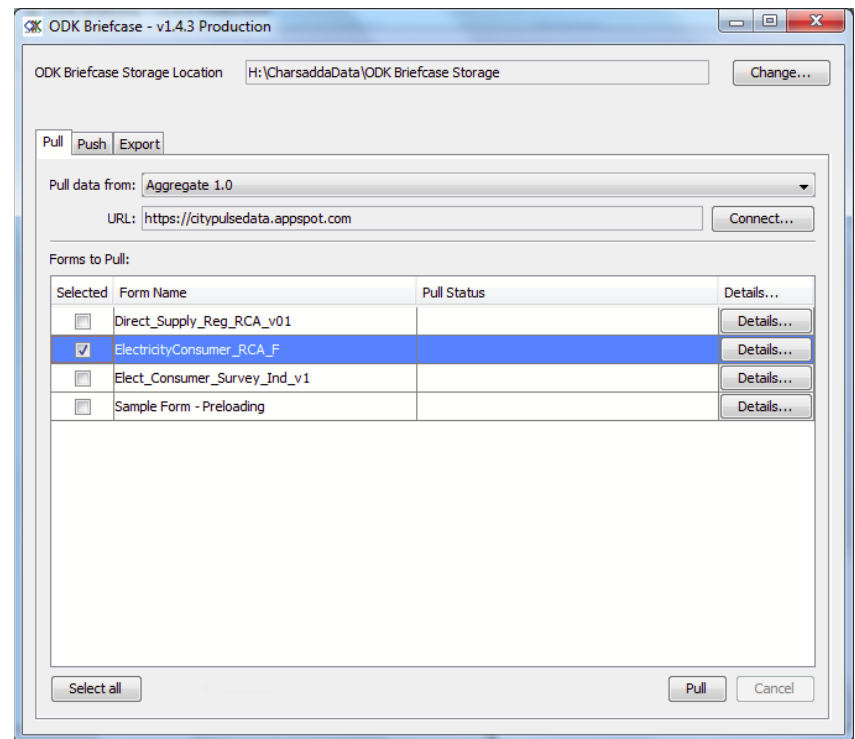 ODK Briefcase - v1.4.3 Production
ODK Briefcase Storage Location H:\CharsaddaData\ODK Briefcase Storage Change...
Pull Push Export
Pull data from: Aggregate 1.0
URL: https://citypulsedata.appspot.com Connect...
Forms to Pull:
Selected Form Name Pull Status Details...
Direct_Supply_Reg_RCA_v01 Details...
ElectricityConsumer_RCA_F Details...
Elect_Consumer_Survey_Ind_v1 Details...
Sample Form - Preloading Details...
Select all Pull Cancel